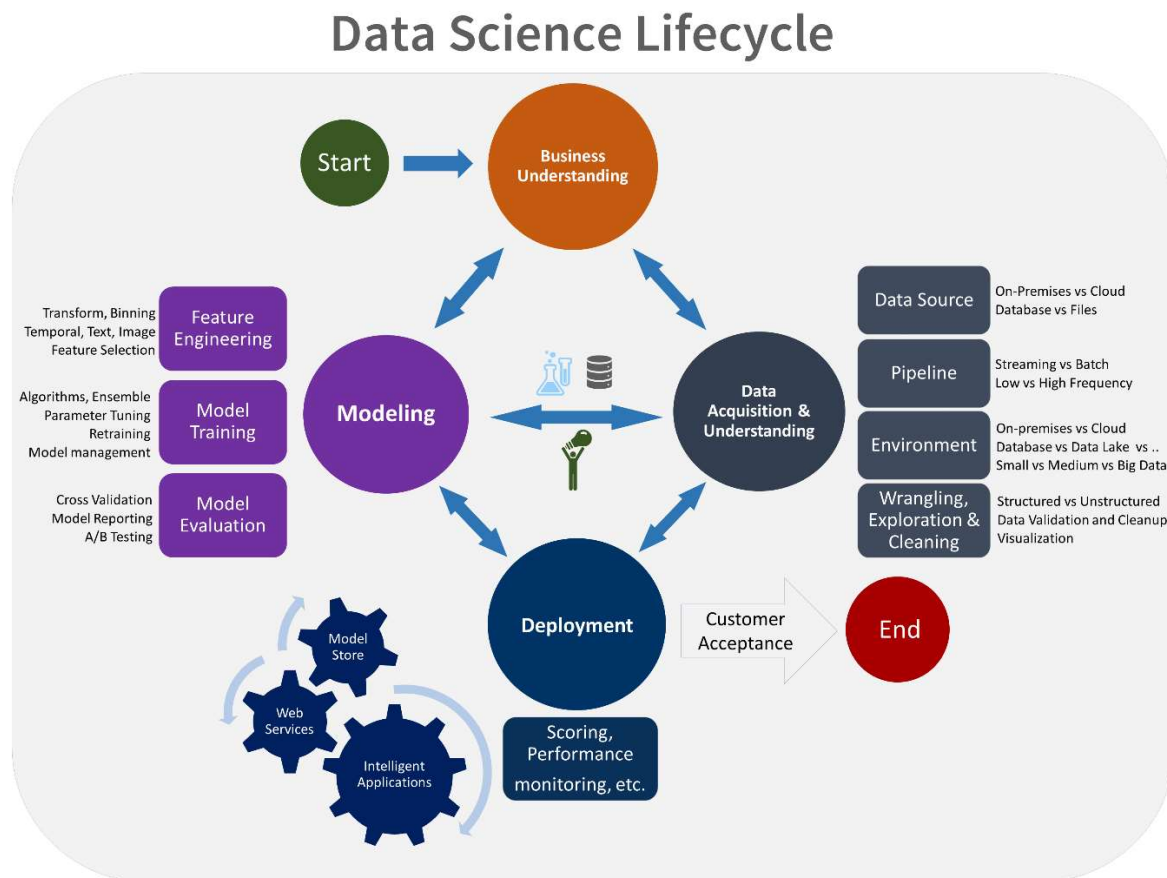 Data Science Lifecycle
Start
Business
Understanding
Transform, Binning
Temporal, Text, Image
Feature Selection
Feature
Engineering
Algorithms, Ensemble
Parameter Tuning
Retraining
Model management
Model
Training
Cross Validation
Model Reporting
A/B Testing
Model
Evaluation
Modeling
Data
Acquisition &
Understanding
Data Source
On-Premises vs Cloud
Database vs Files
Pipeline
Streaming vs Batch
Low vs High Frequency
Environment
On-premises vs Cloud
Database vs Data Lake vs ..
Small vs Medium vs Big Data
Wrangling,
Exploration &
Cleaning
Structured vs Unstructured
Data Validation and Cleanup
Visualization
Deployment
Customer
Acceptance
End
Model
Store
Web
Services
Intelligent
Applications
Scoring,
Performance
monitoring, etc.